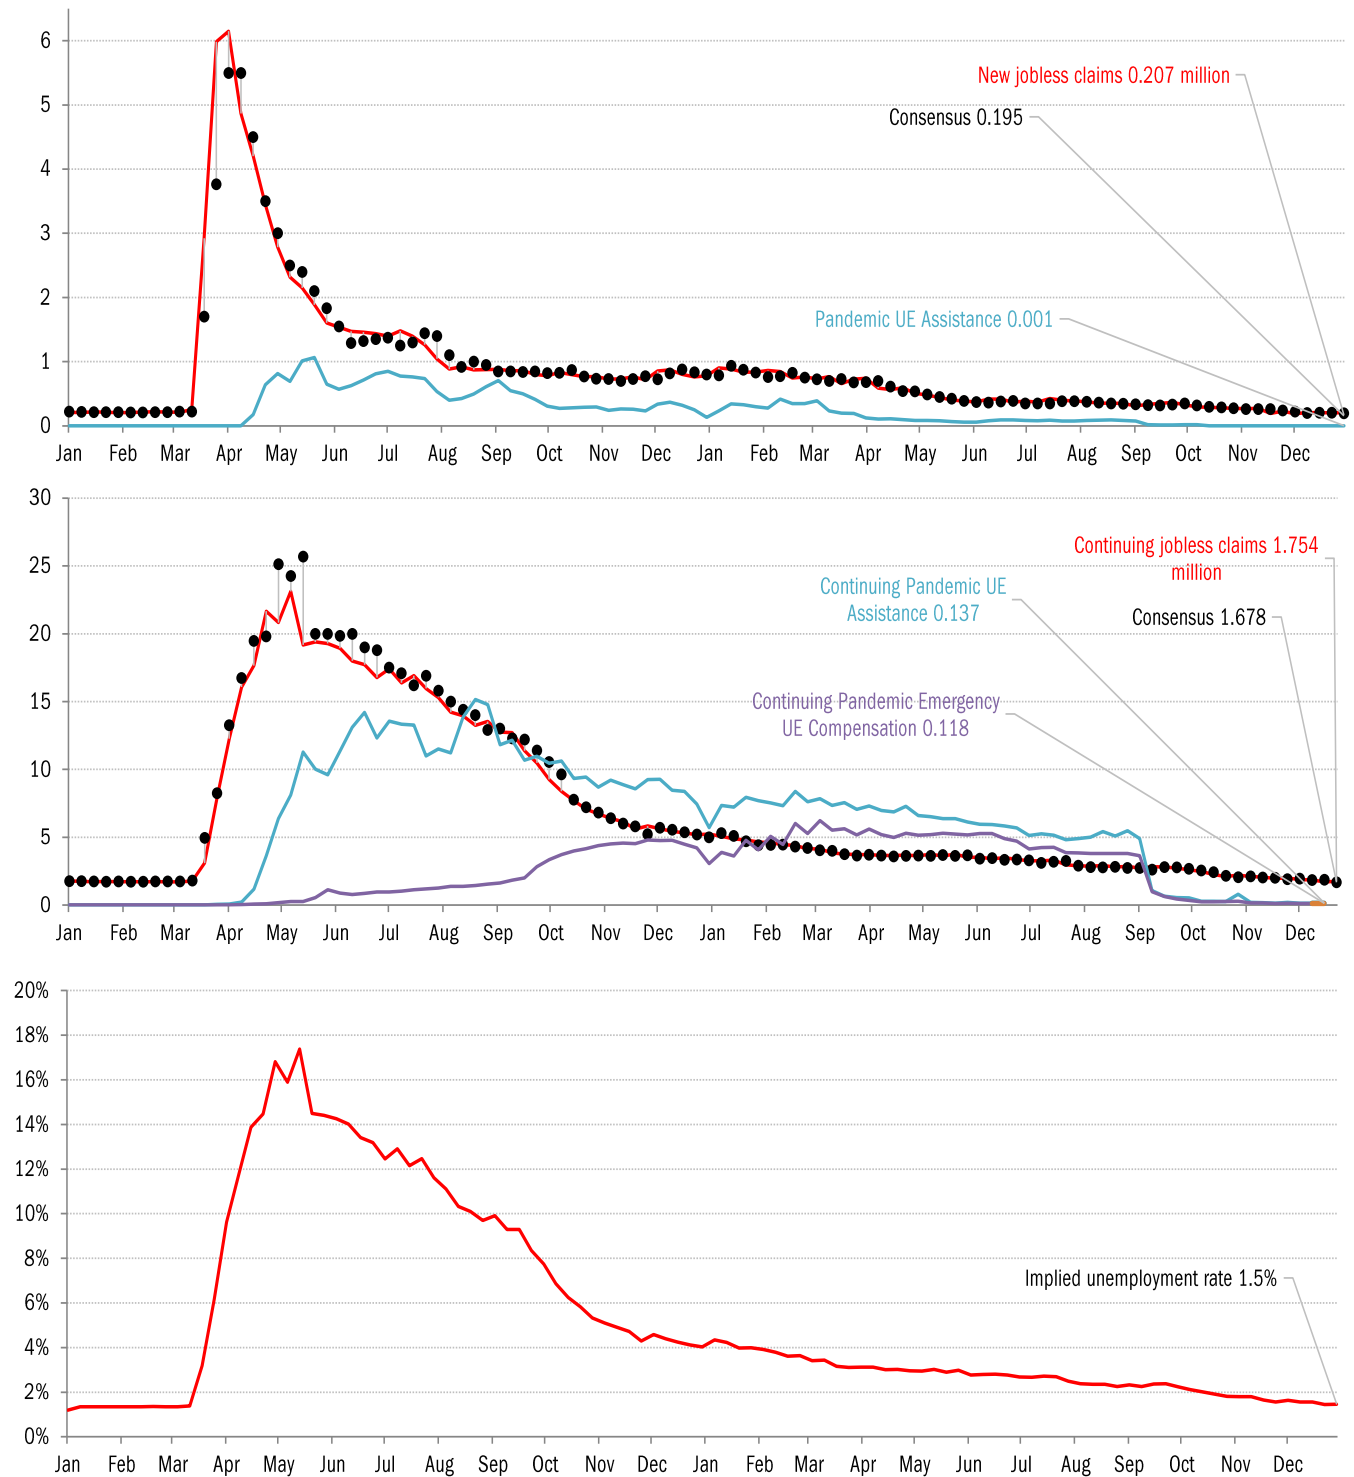 6
New jobless claims 0.207 million
5
Consensus 0.195
4
3
2
Pandemic UE Assistance 0.001
1
0
Jan Feb Mar Apr May Jun Jul Aug Sep Oct Nov Dec Jan Feb Mar Apr May Jun Jul Aug Sep Oct Nov Dec
30
Continuing jobless claims 1.754
million
25
Continuing Pandemic UE
Assistance 0.137
Consensus 1.678
20
15
Continuing Pandemic Emergency
UE Compensation 0.118
10
5
0
Jan Feb Mar Apr May Jun Jul Aug Sep Oct Nov Dec Jan Feb Mar Apr May Jun Jul Aug Sep Oct Nov Dec
20%
18%
16%
14%
12%
10%
8%
Implied unemployment rate 1.5%
6%
4%
2%
0%
Jan Feb Mar Apr May Jun Jul Aug Sep Oct Nov Dec Jan Feb Mar Apr May Jun Jul Aug Sep Oct Nov Dec